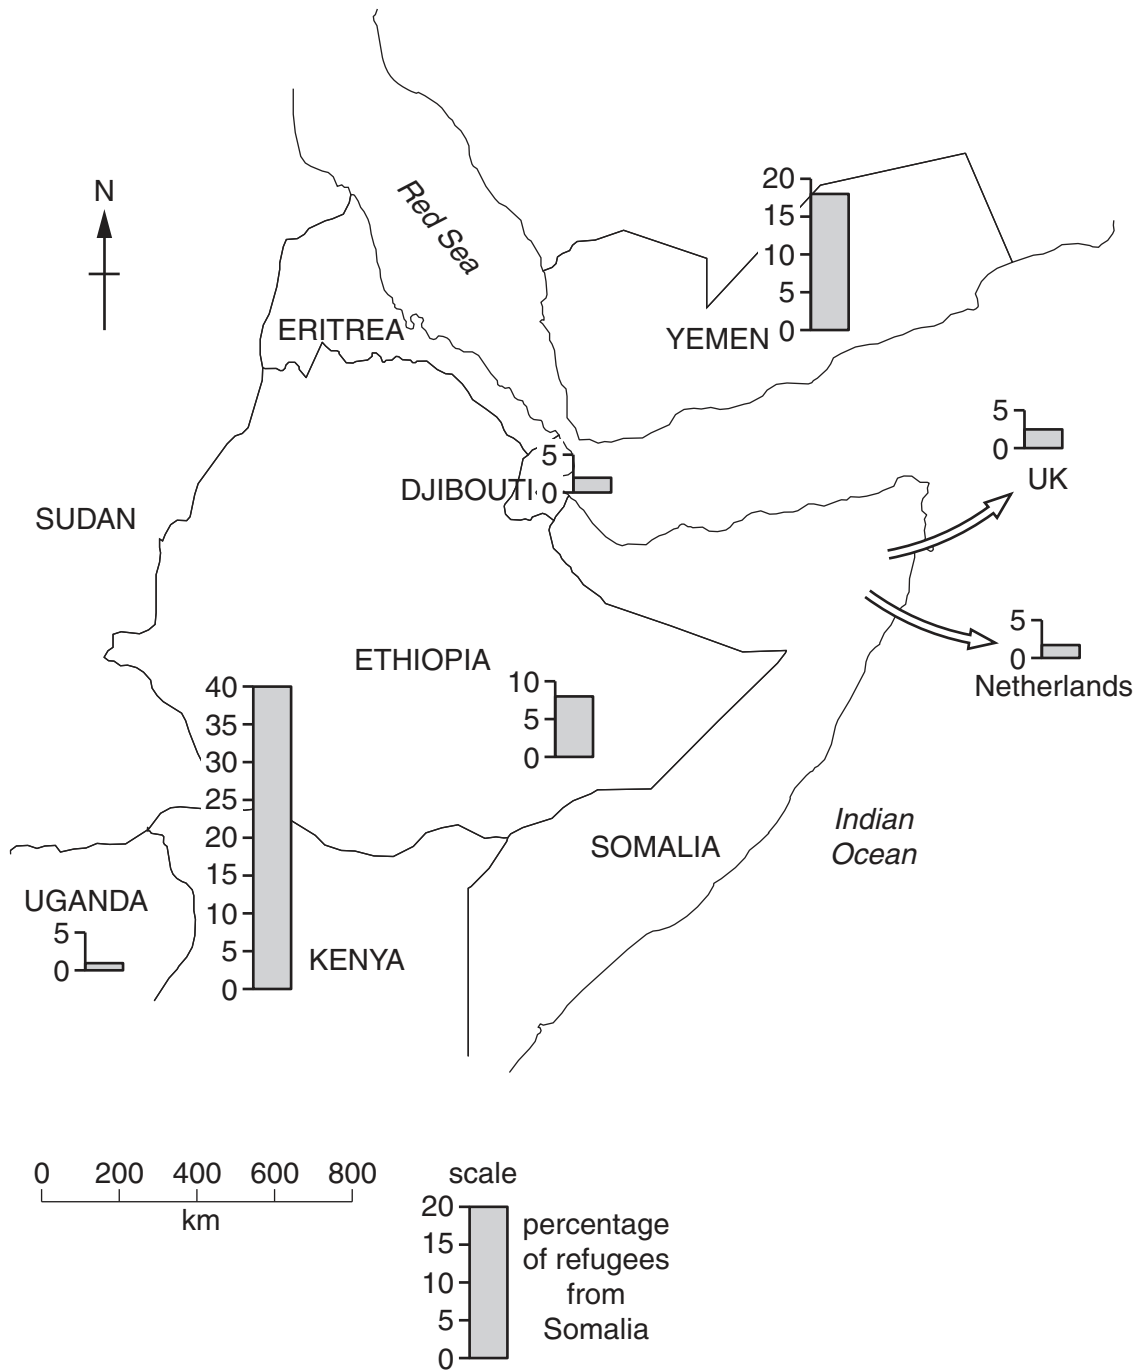 N
Red Sea
20
15
10
5
0
YEMEN
ERITREA
5
0
UK
5
0
DJIBOUTI
SUDAN
5
0
Netherlands
ETHIOPIA
10
5
0
40
35
30
25
20
15
10
5
0
KENYA
SOMALIA
Indian
Ocean
UGANDA
5
0
0 200 400 600 800
km
scale
20
15
10
5
0
percentage
of refugees
from
Somalia